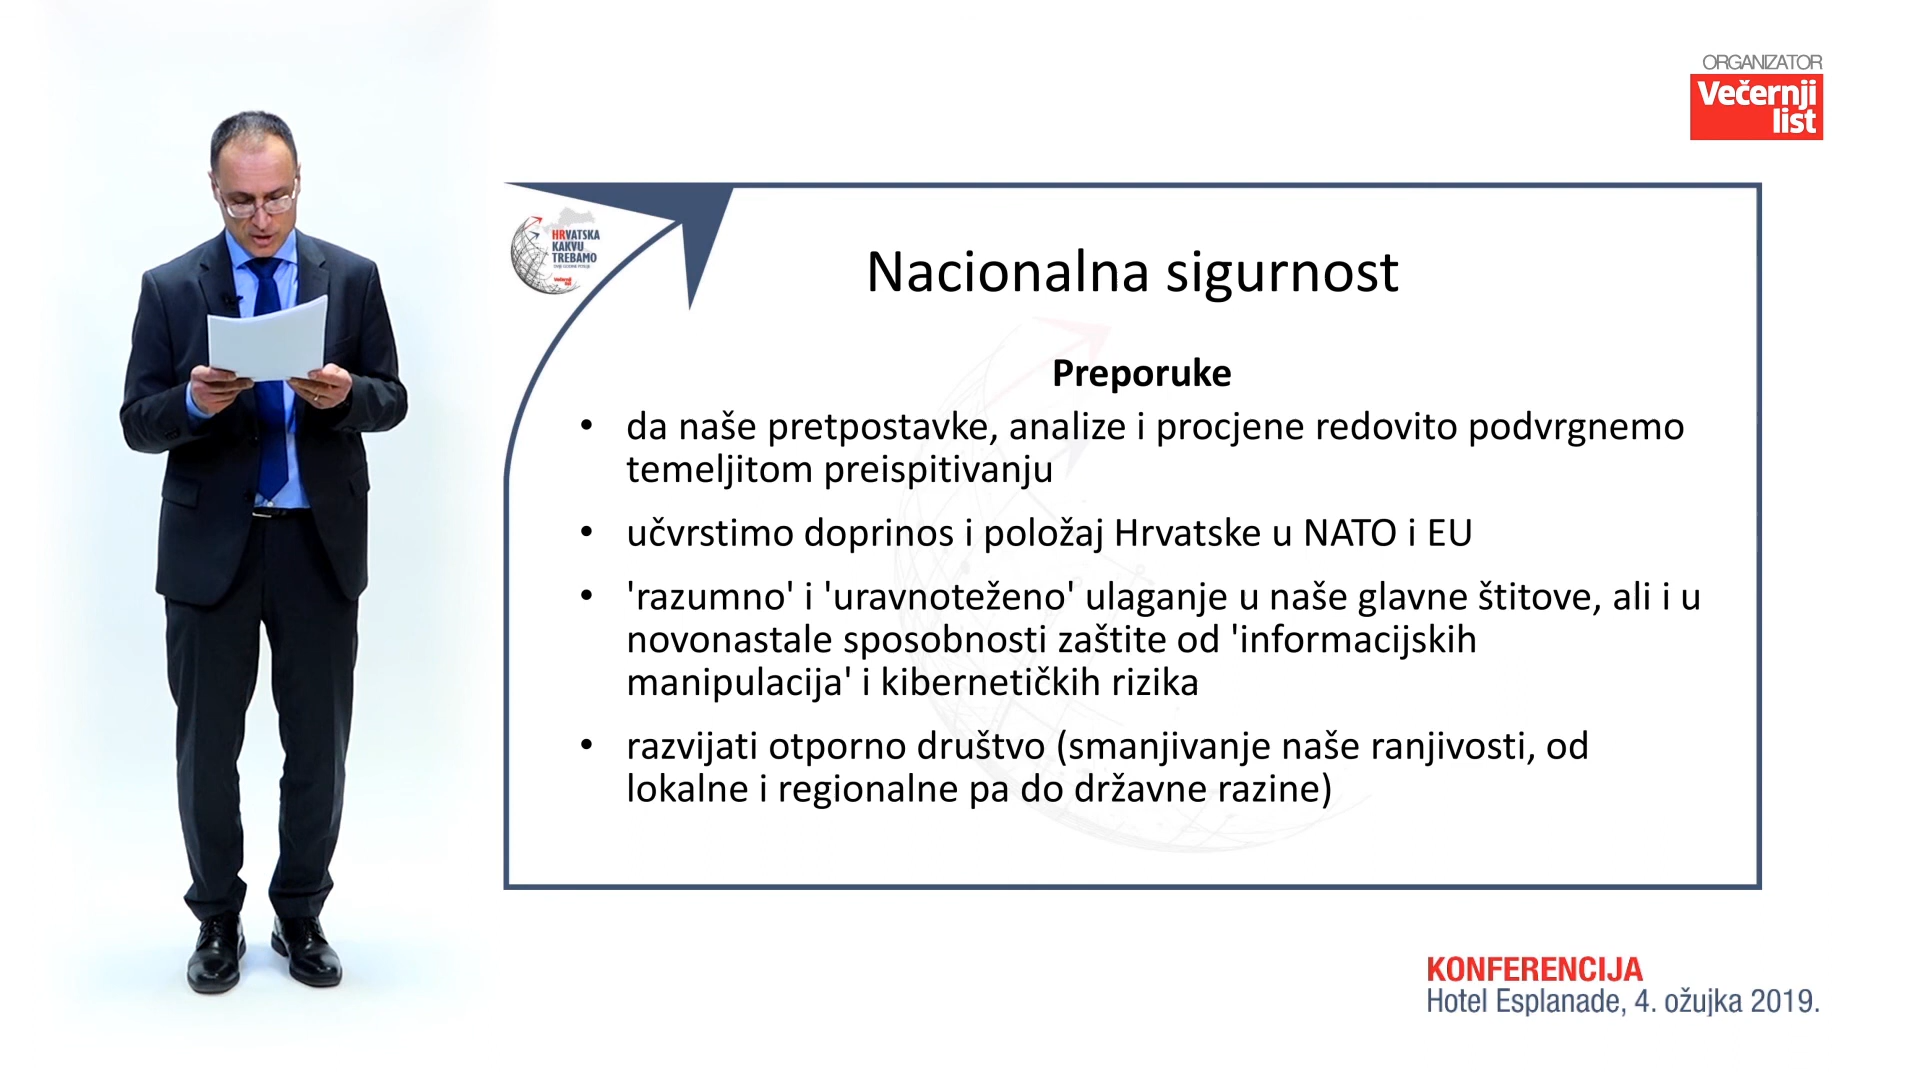 ORGANIZATOR
Večernji
list
HRVATSKA
KAKVU
TREBAMO
Večernji
list
Nacionalna sigurnost
Preporuke
• da naše pretpostavke, analize i procjene redovito podvrgnemo
temeljitom preispitivanju
• učvrstimo doprinos i položaj Hrvatske u NATO i EU
• 'razumno' i 'uravnoteženo' ulaganje u naše glavne štitove, ali i u
novonastale sposobnosti zaštite od 'informacijskih
manipulacija' i kibernetičkih rizika
• razvijati otporno društvo (smanjivanje naše ranjivosti, od
lokalne i regionalne pa do državne razine)
KONFERENCIJA
Hotel Esplanade, 4. ožujka 2019.